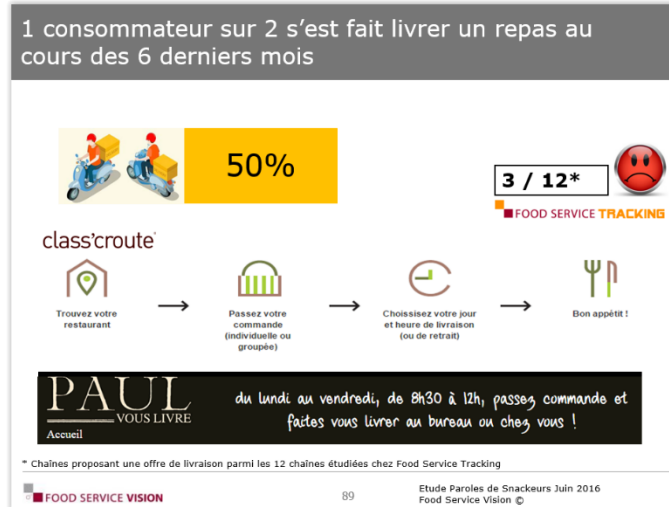 1 consommateur sur 2 s’est fait livrer un repas au
cours des 6 derniers mois
50%
3 / 12*
FOOD SERVICE TRACKING
class'croute
Trouvez votre
restaurant
Passez votre
commande
(individuelle ou
groupée)
Choissisez votre jour
et heure de livraison
(ou de retrait)
Bon appétit !
PAUL
VOUS LIVRE
Accueil
du lundi au vendredi, de 8h30 à 12h, passez commande et
faites vous livrer au bureau ou chez vous !
* Chaînes proposant une offre de livraison parmi les 12 chaînes étudiées chez Food Service Tracking
FOOD SERVICE VISION
89
Etude Paroles de Snackeurs Juin 2016
Food Service Vision ©